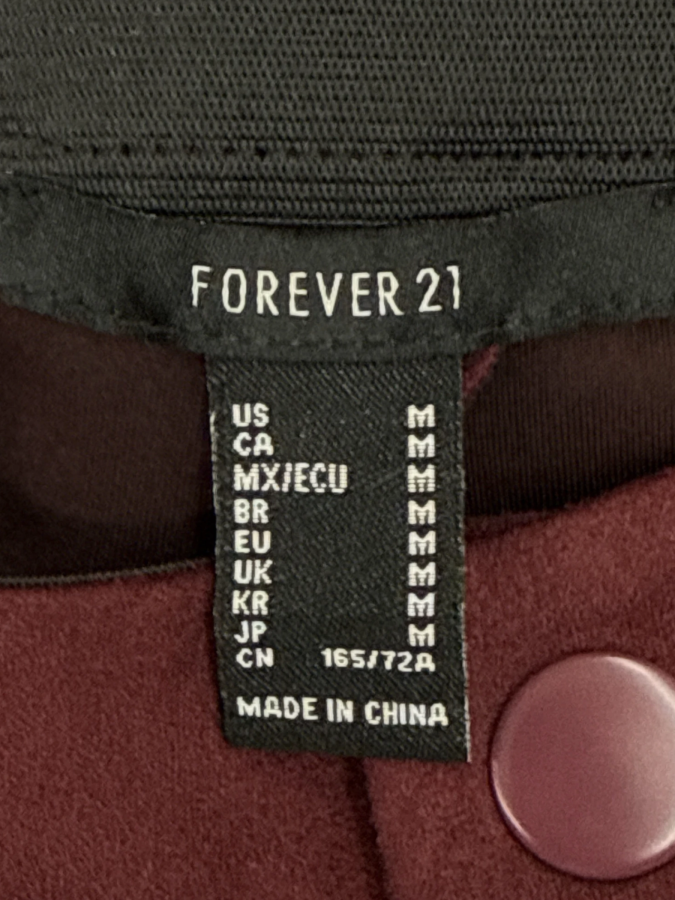 FOREVER 21
US M
CA M
MX/ECU M
BR M
EU M
UK M
KR M
JP M
CN 165/72A
MADE IN CHINA